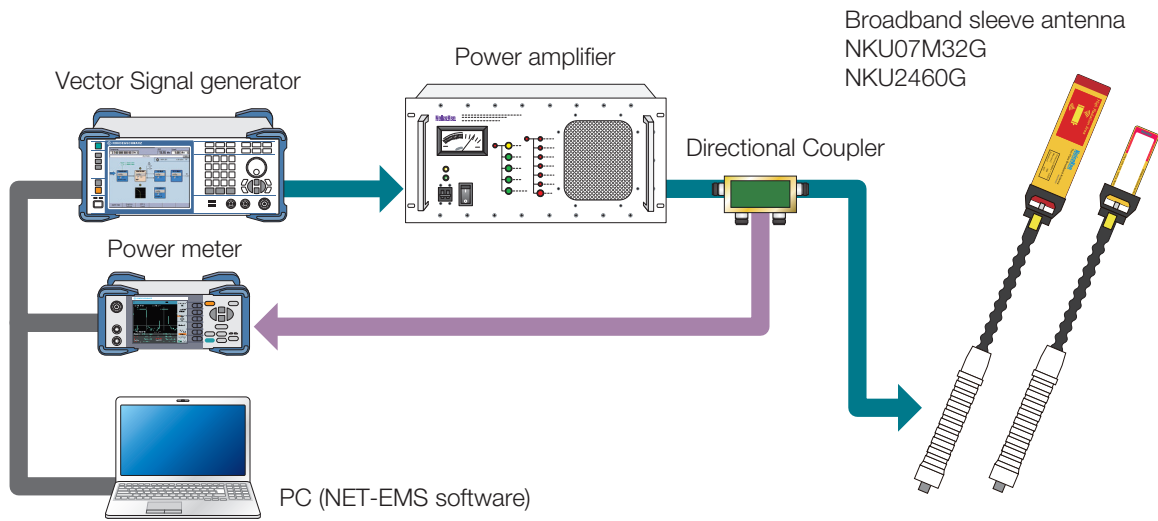 Broadband sleeve antenna
NKU07M32G
NKU2460G
Power amplifier
Vector Signal generator
Directional Coupler
Power meter
PC (NET-EMS software)